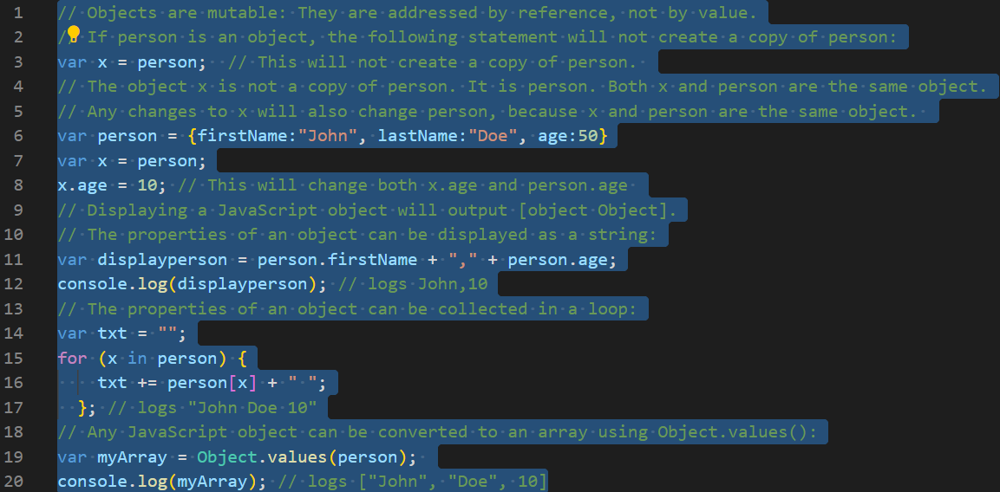 1 // Objects are mutable: They are addressed by reference, not by value.
2 // If person is an object, the following statement will not create a copy of person:
3 var x = person;  // This will not create a copy of person.
4 // The object x is not a copy of person. It is person. Both x and person are the same object.
5 // Any changes to x will also change person, because x and person are the same object.
6 var person = {firstName:"John", lastName:"Doe", age:50}
7 var x = person;
8 x.age = 10; // This will change both x.age and person.age
9 // Displaying a JavaScript object will output [object Object].
10 // The properties of an object can be displayed as a string:
11 var displayperson = person.firstName + "," + person.age;
12 console.log(displayperson); // logs John,10
13 // The properties of an object can be collected in a loop:
14 var txt = "";
15 for (x in person) {
16     txt += person[x] + " ";
17   }; // logs "John Doe 10"
18 // Any JavaScript object can be converted to an array using Object.values():
19 var myArray = Object.values(person);
20 console.log(myArray); // logs ["John", "Doe", 10]